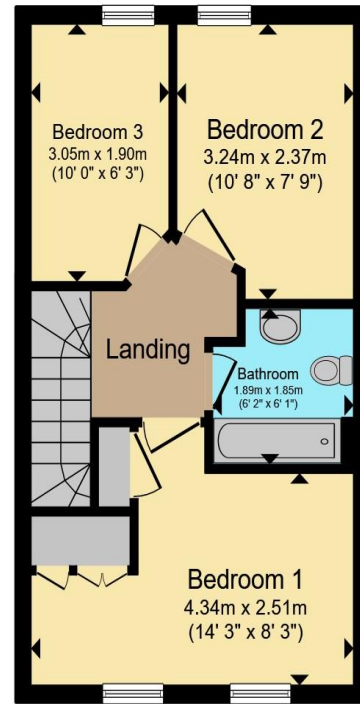 Bedroom 3
3.05m x 1.90m
(10' 0" x 6' 3")
Bedroom 2
3.24m x 2.37m
(10' 8" x 7' 9")
Landing
Bathroom
1.89m x 1.85m
(6' 2" x 6' 1")
Bedroom 1
4.34m x 2.51m
(14' 3" x 8' 3")